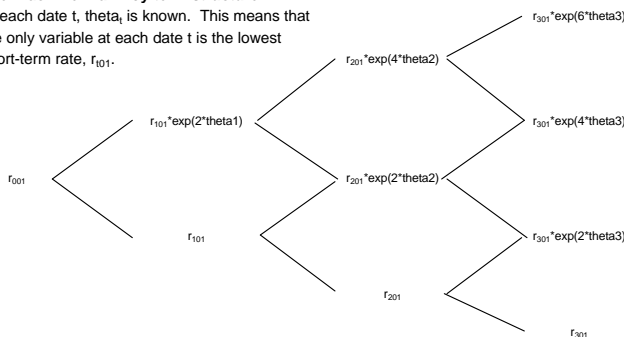 each date t, theta_t is known.  This means that
e only variable at each date t is the lowest
ort-term rate, r_t01.
r_301*exp(6*theta3)
r_201*exp(4*theta2)
r_101*exp(2*theta1)
r_301*exp(4*theta3)
r_001
r_201*exp(2*theta2)
r_101
r_301*exp(2*theta3)
r_201
r_301